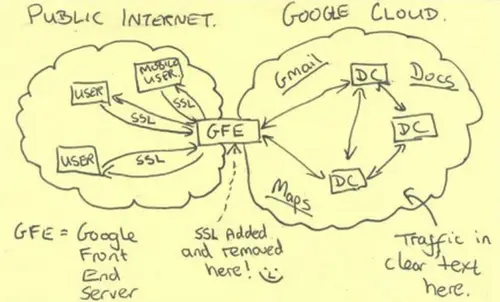 PUBLIC INTERNET.
GOOGLE CLOUD.
MOBILE
USER.
USER
SSL
SSL
GFE
USER
SSL
Gmail
DC
Docs
DC
Maps
DC
GFE = Google
Front
End
Server
SSL Added
and removed
here!
Traffic in
clear text
here.